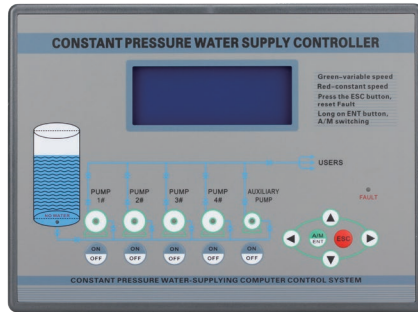 CONSTANT PRESSURE WATER SUPPLY CONTROLLER
Green-variable speed
Red-constant speed
Press the ESC button,
reset Fault
Long on ENT button,
A/M switching
USERS
PUMP
1#
PUMP
2#
PUMP
3#
PUMP
4#
AUXILIARY
PUMP
NO WATER
FAULT
A/M
ENT
ESC
ON
OFF
ON
OFF
ON
OFF
ON
OFF
ON
OFF
CONSTANT PRESSURE WATER-SUPPLYING COMPUTER CONTROL SYSTEM